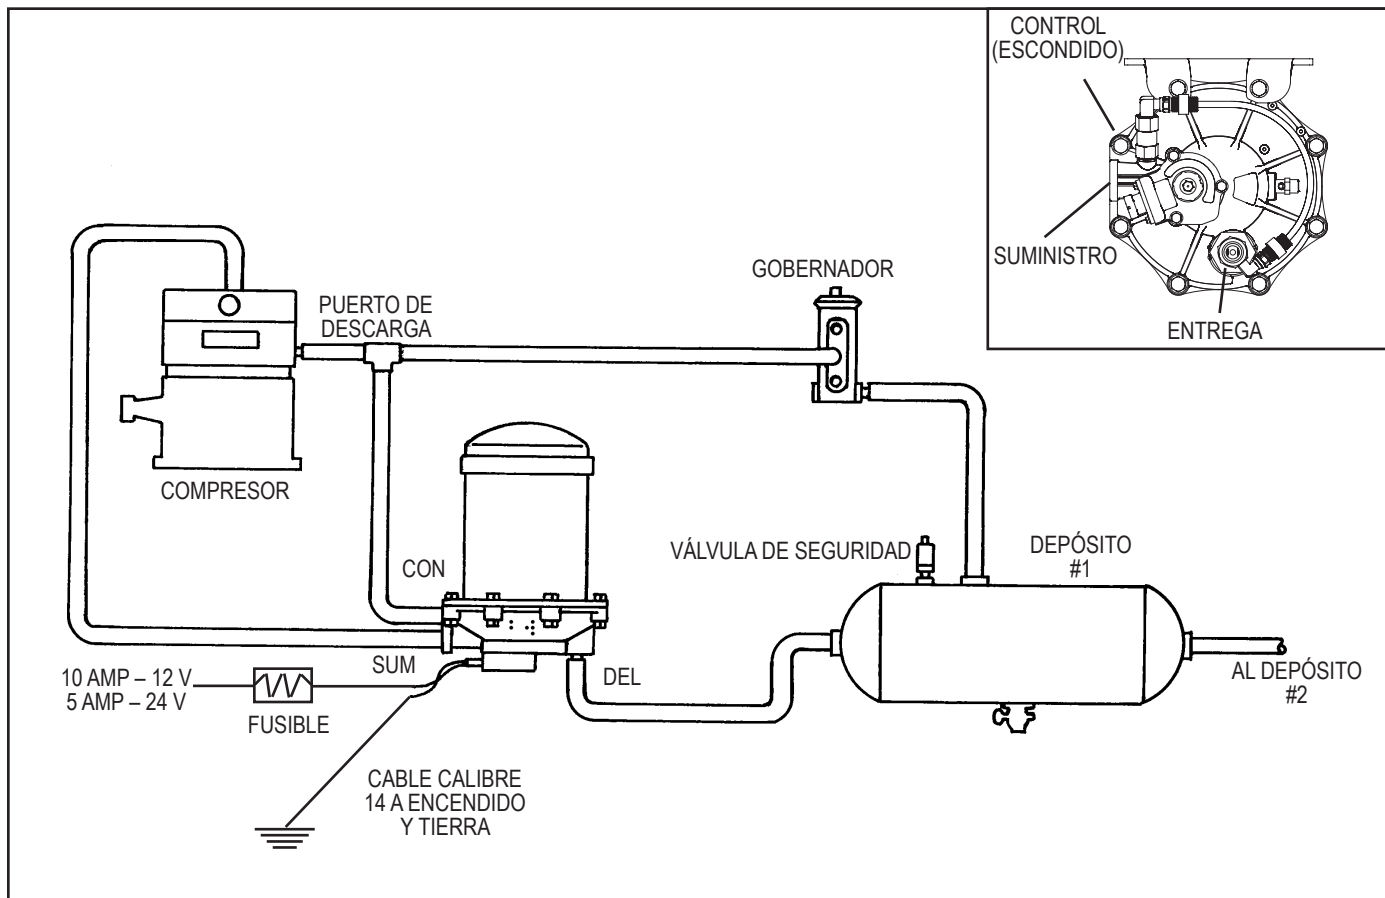 CONTROL
(ESCONDIDO)
SUMINISTRO
ENTREGA
GOBERNADOR
PUERTO DE
DESCARGA
COMPRESOR
CON
VÁLVULA DE SEGURIDAD
DEPÓSITO
#1
SUM
DEL
10 AMP – 12 V
5 AMP – 24 V
FUSIBLE
AL DEPÓSITO
#2
CABLE CALIBRE
14 A ENCENDIDO
Y TIERRA